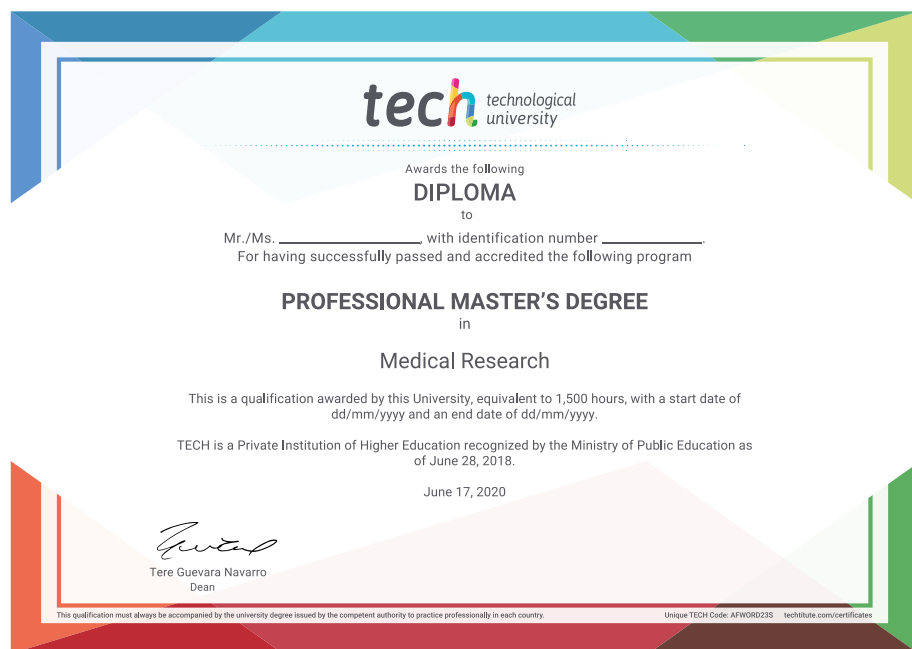 tech technological
university
Awards the following
DIPLOMA
to
Mr./Ms. ____________________, with identification number ______________.
For having successfully passed and accredited the following program
PROFESSIONAL MASTER'S DEGREE
in
Medical Research
This is a qualification awarded by this University, equivalent to 1,500 hours, with a start date of
dd/mm/yyyy and an end date of dd/mm/yyyy.
TECH is a Private Institution of Higher Education recognized by the Ministry of Public Education as
of June 28, 2018.
June 17, 2020
Tere Guevara Navarro
Dean
This qualification must always be accompanied by the university degree issued by the competent authority to practice professionally in each country.
Unique TECH Code: AFWORD23S techtitute.com/certificates